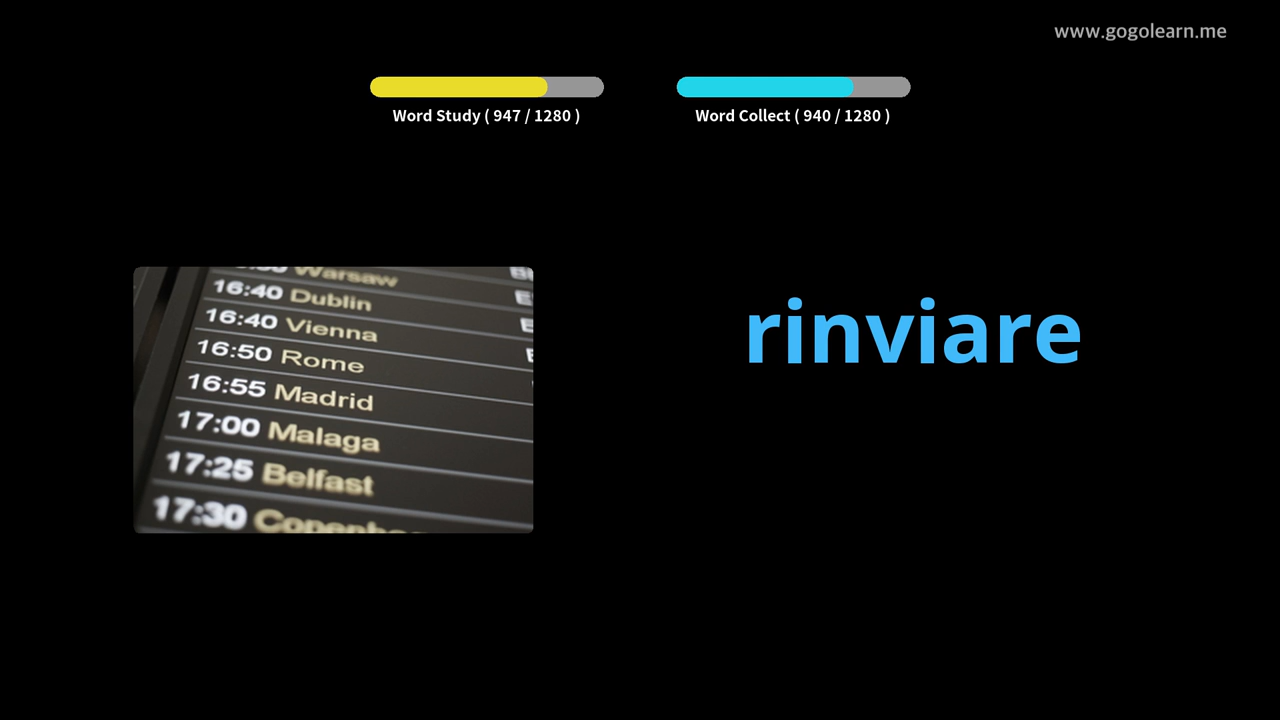 www.gogolearn.me
Word Study ( 947 / 1280 )
Word Collect ( 940 / 1280 )
Warsaw
16:40 Dublin
16:40 Vienna
16:50 Rome
16:55 Madrid
17:00 Malaga
17:25 Belfast
17:30
rinviare